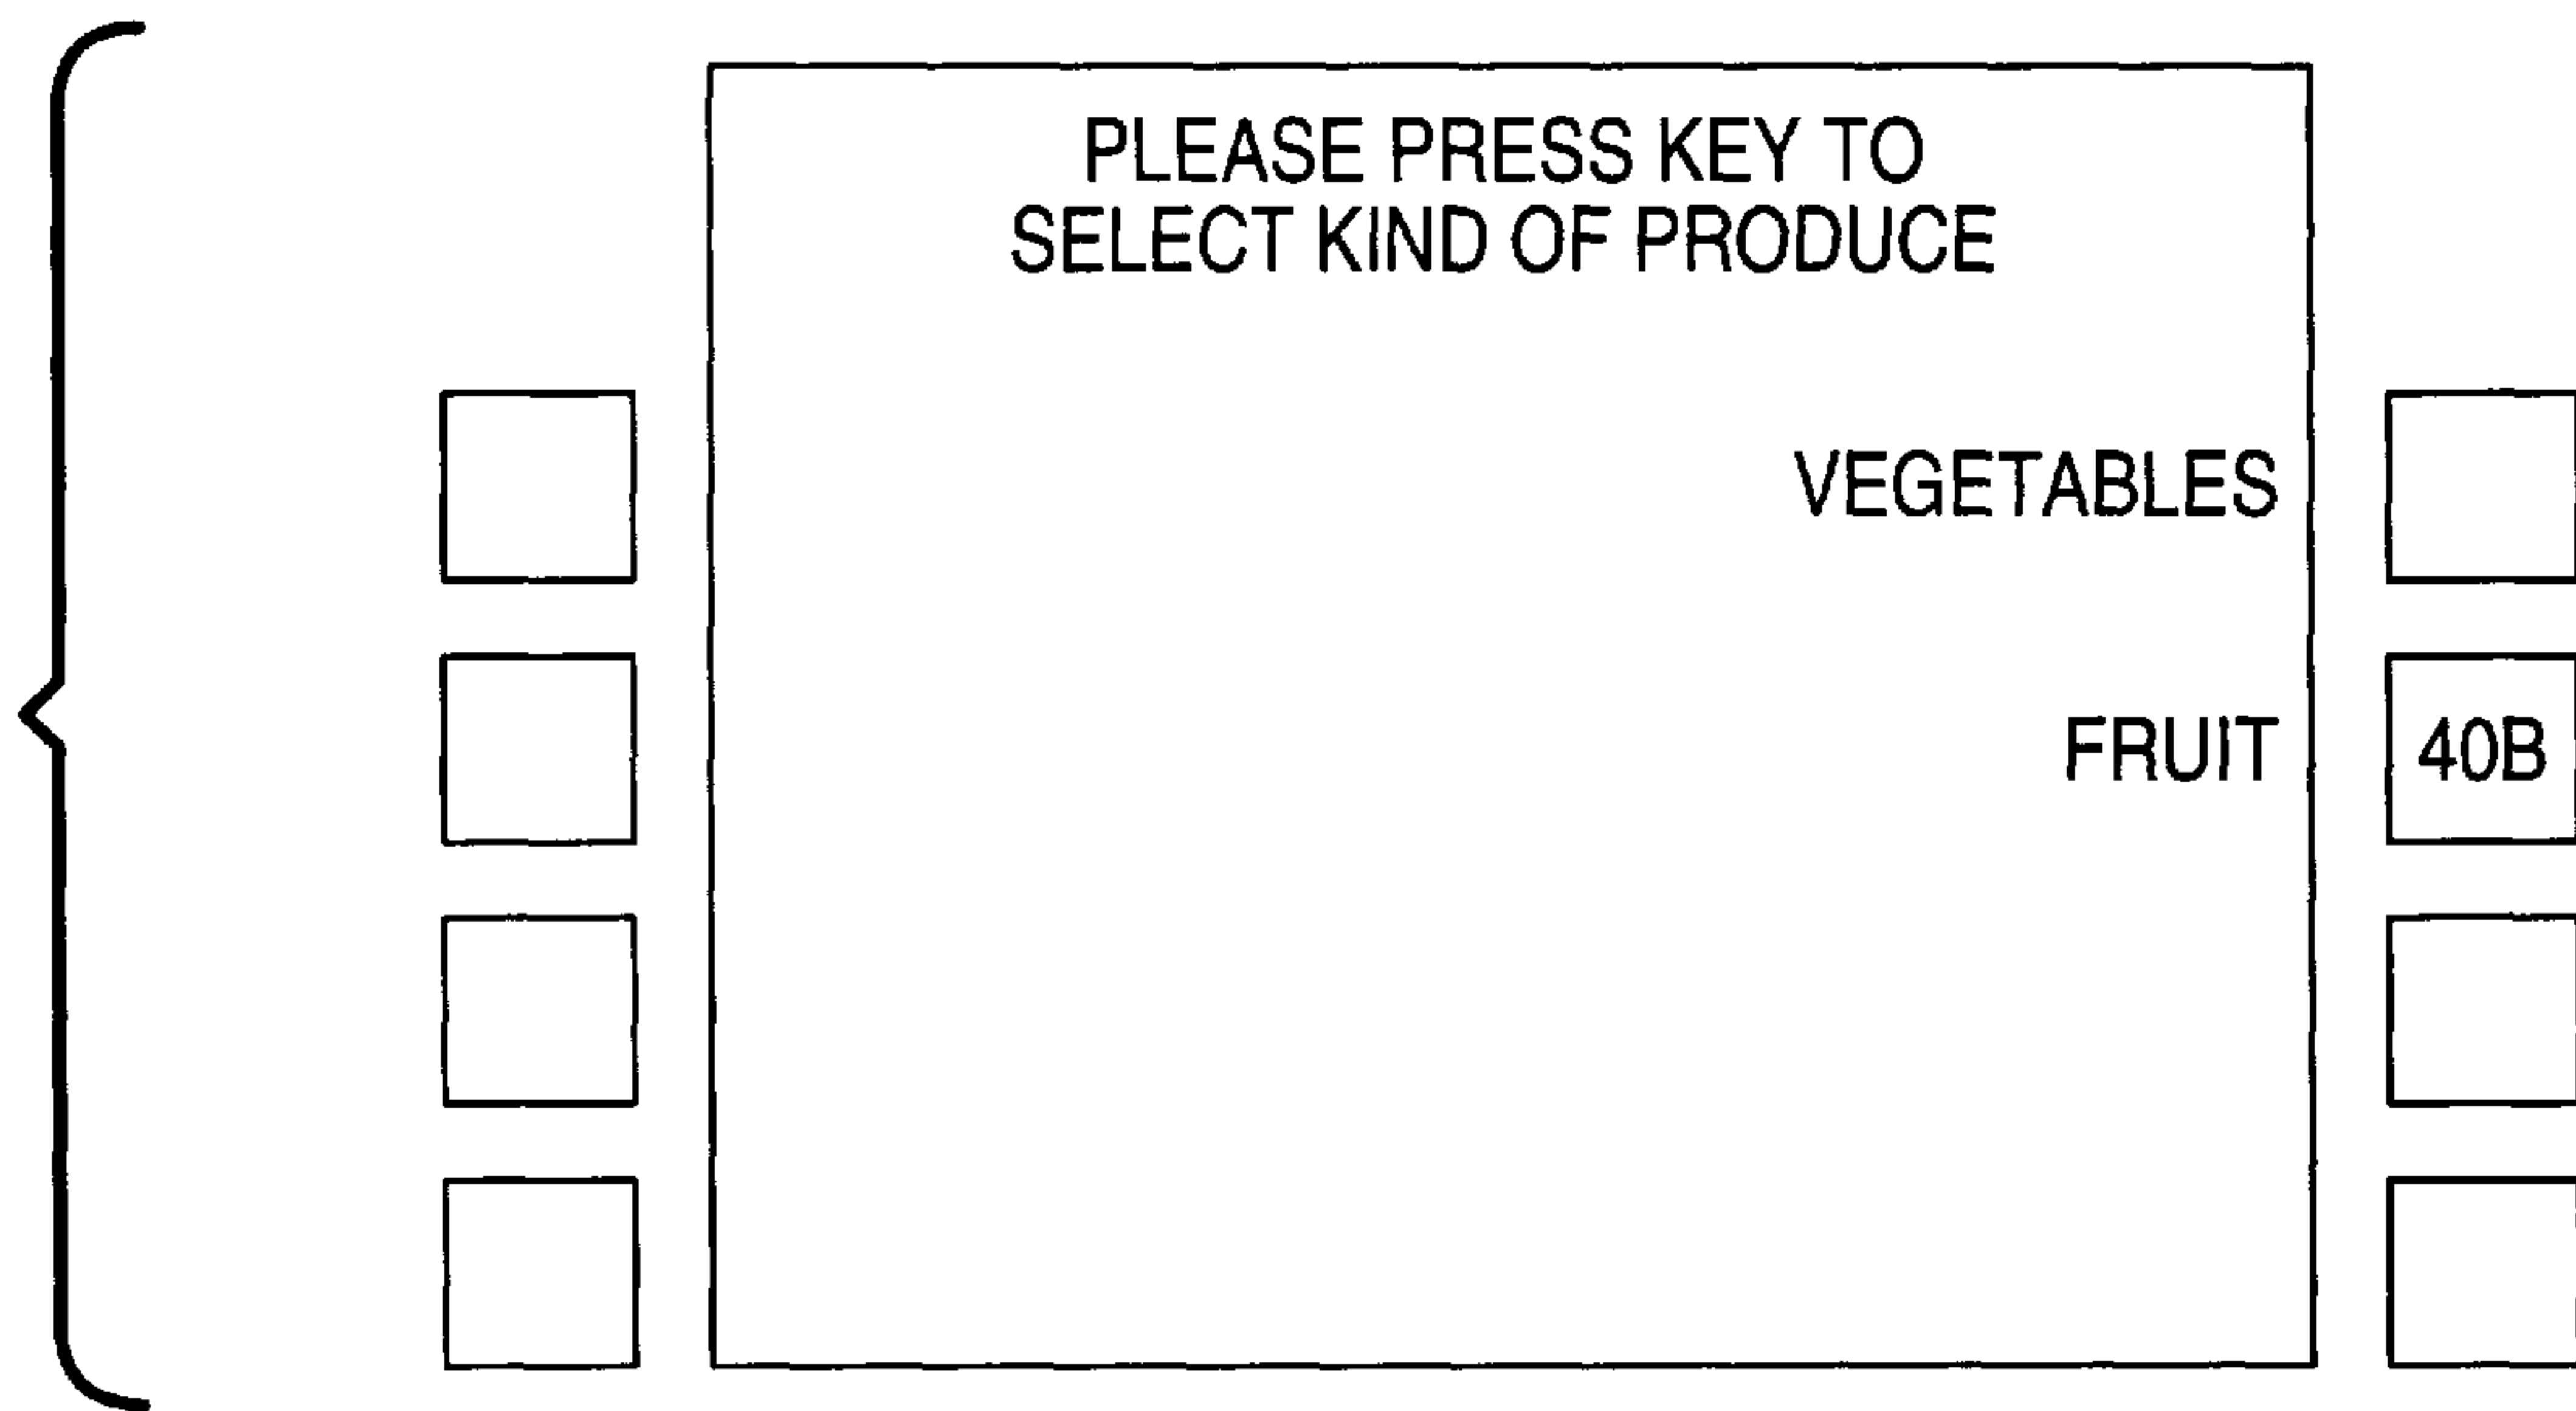 PLEASE PRESS KEY TO
SELECT KIND OF PRODUCE
VEGETABLES
FRUIT 40B